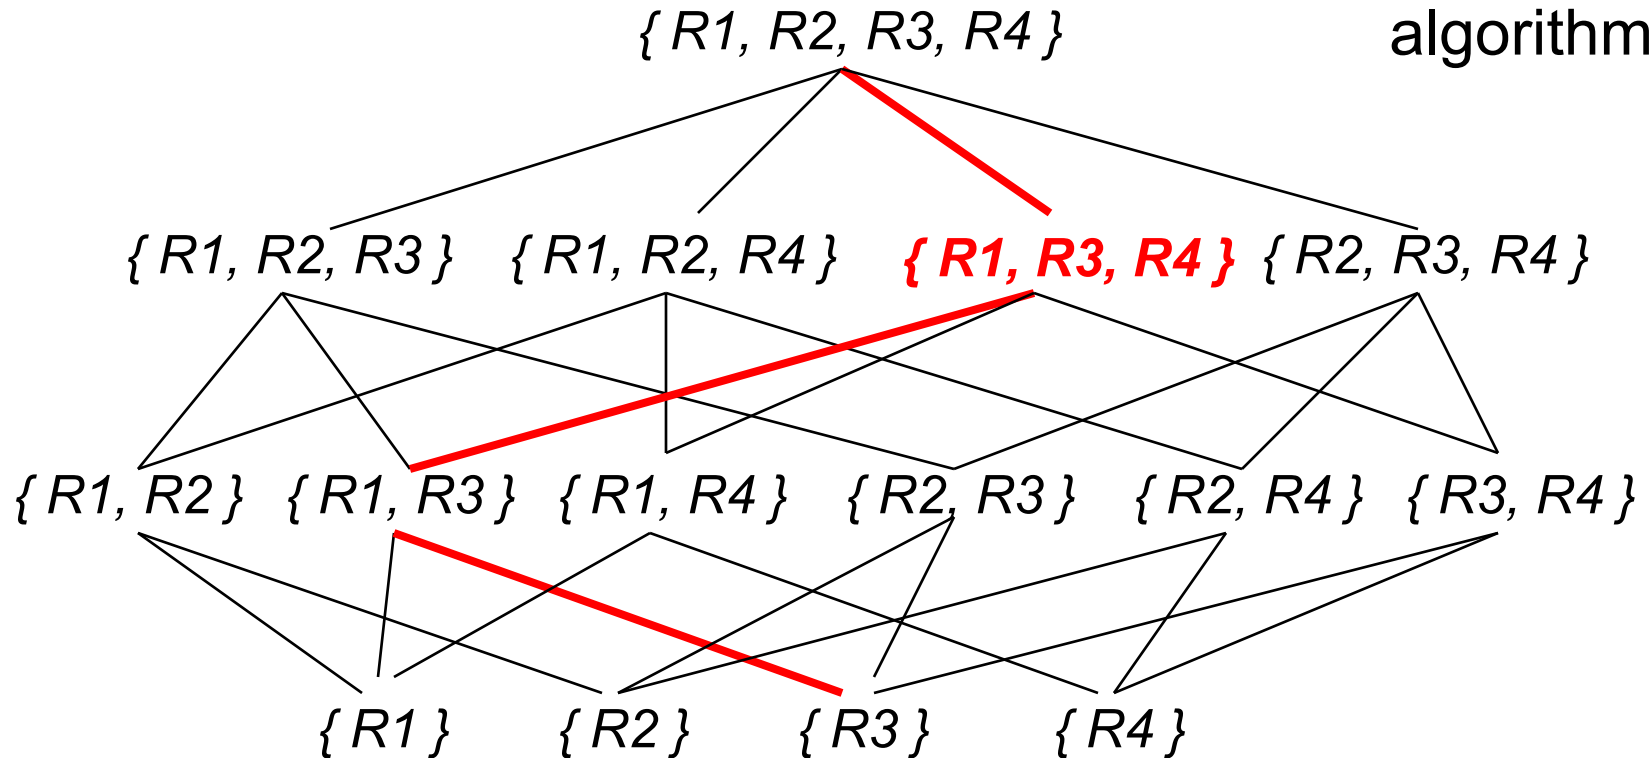 { R1, R2, R3, R4 } algorithm
{ R1, R2, R3 } { R1, R2, R4 } { R1, R3, R4 } { R2, R3, R4 }
{ R1, R2 } { R1, R3 } { R1, R4 } { R2, R3 } { R2, R4 } { R3, R4 }
{ R1 } { R2 } { R3 } { R4 }